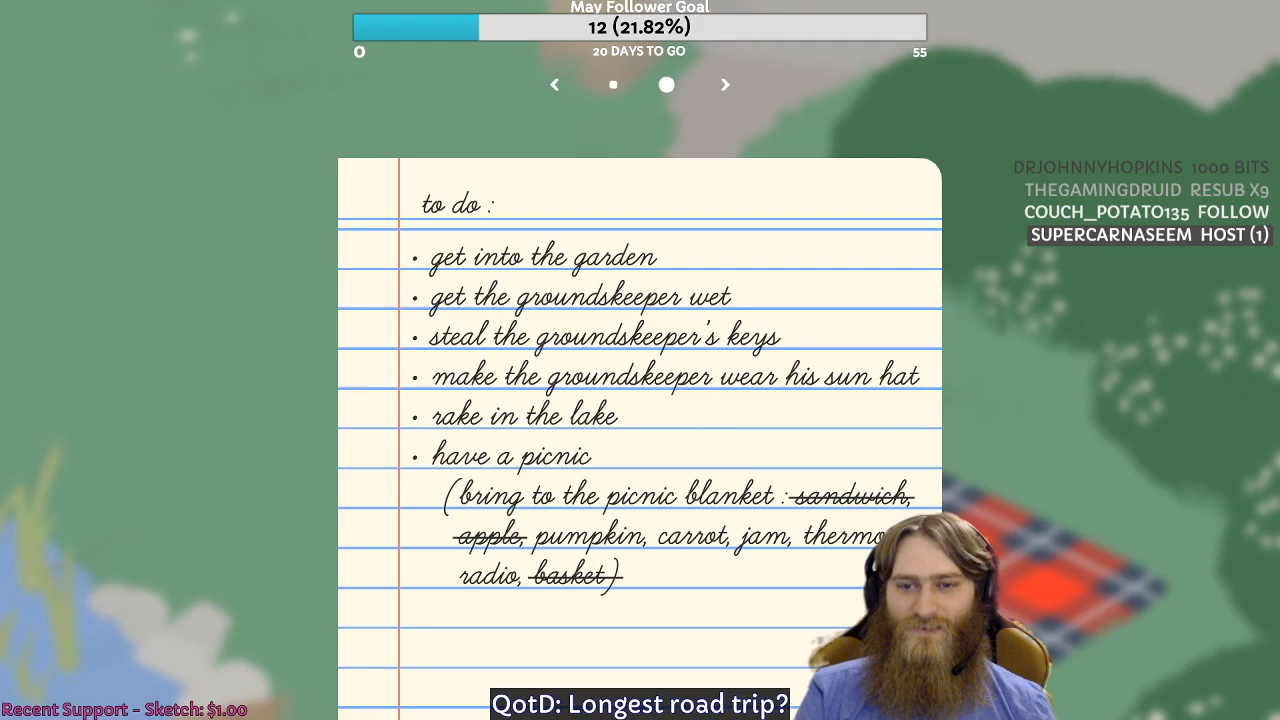 May Follower Goal
12 (21.82%)
0 20 DAYS TO GO 55
DRJOHNNYHOPKINS 1000 BITS
THEGAMINGDRUID RESUB X9
COUCH_POTATO135 FOLLOW
SUPERCARNASEEM HOST (1)
to do :
• get into the garden
• get the groundskeeper wet
• steal the groundskeeper's keys
• make the groundskeeper wear his sun hat
• rake in the lake
• have a picnic
(bring to the picnic blanket : sandwich,
apple, pumpkin, carrot, jam, thermo
radio, basket)
QotD: Longest road trip?
Recent Support - Sketch: $1.00